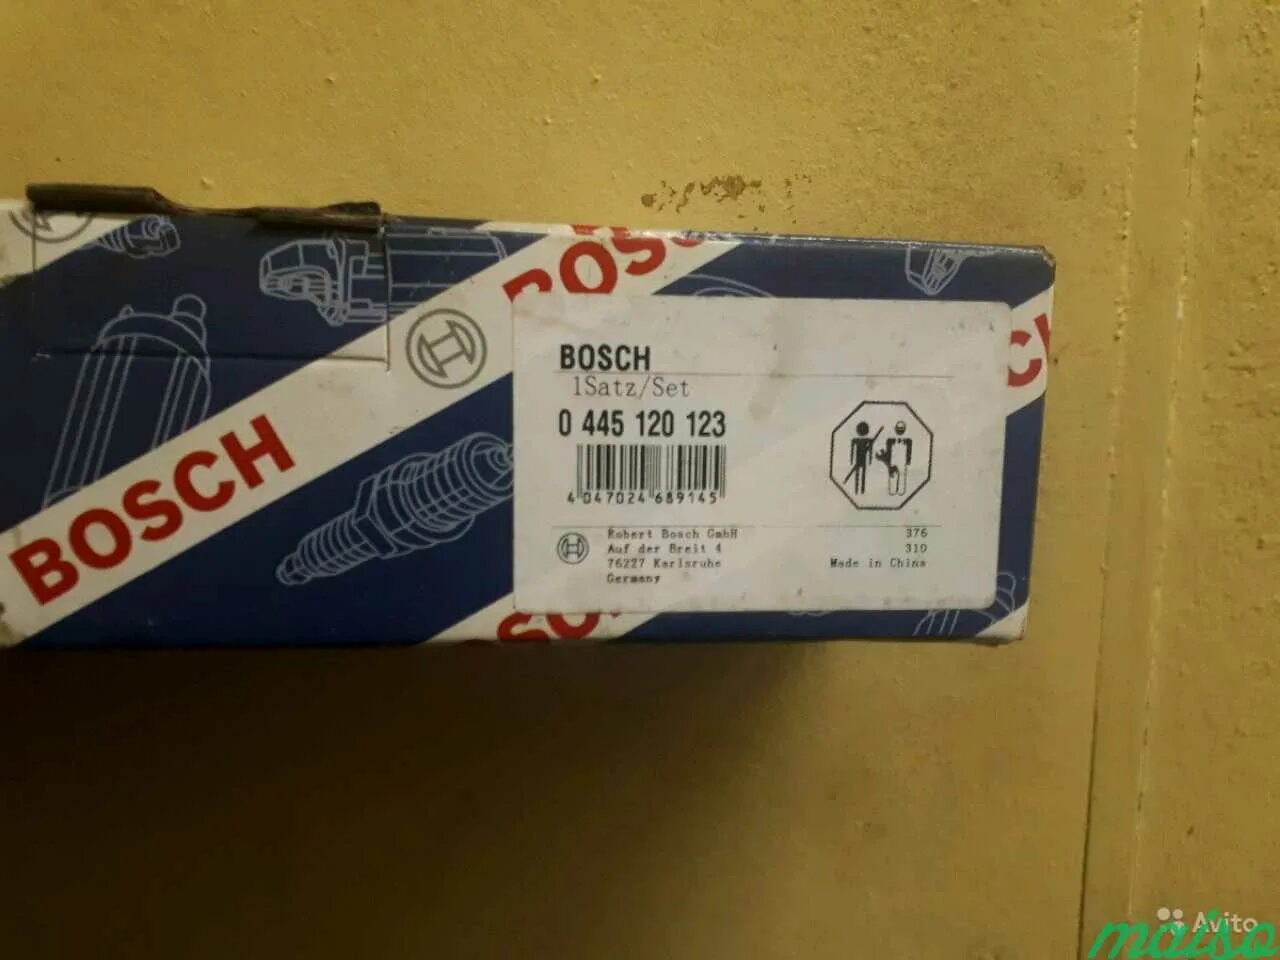 BOSCH
BOSCH
BOSCH
1Satz/Set
0 445 120 123
4 047024 689145
Robert Bosch GmbH
Auf der Breit 4
76227 Karlsruhe
Germany
376
310
Made in China
Avito